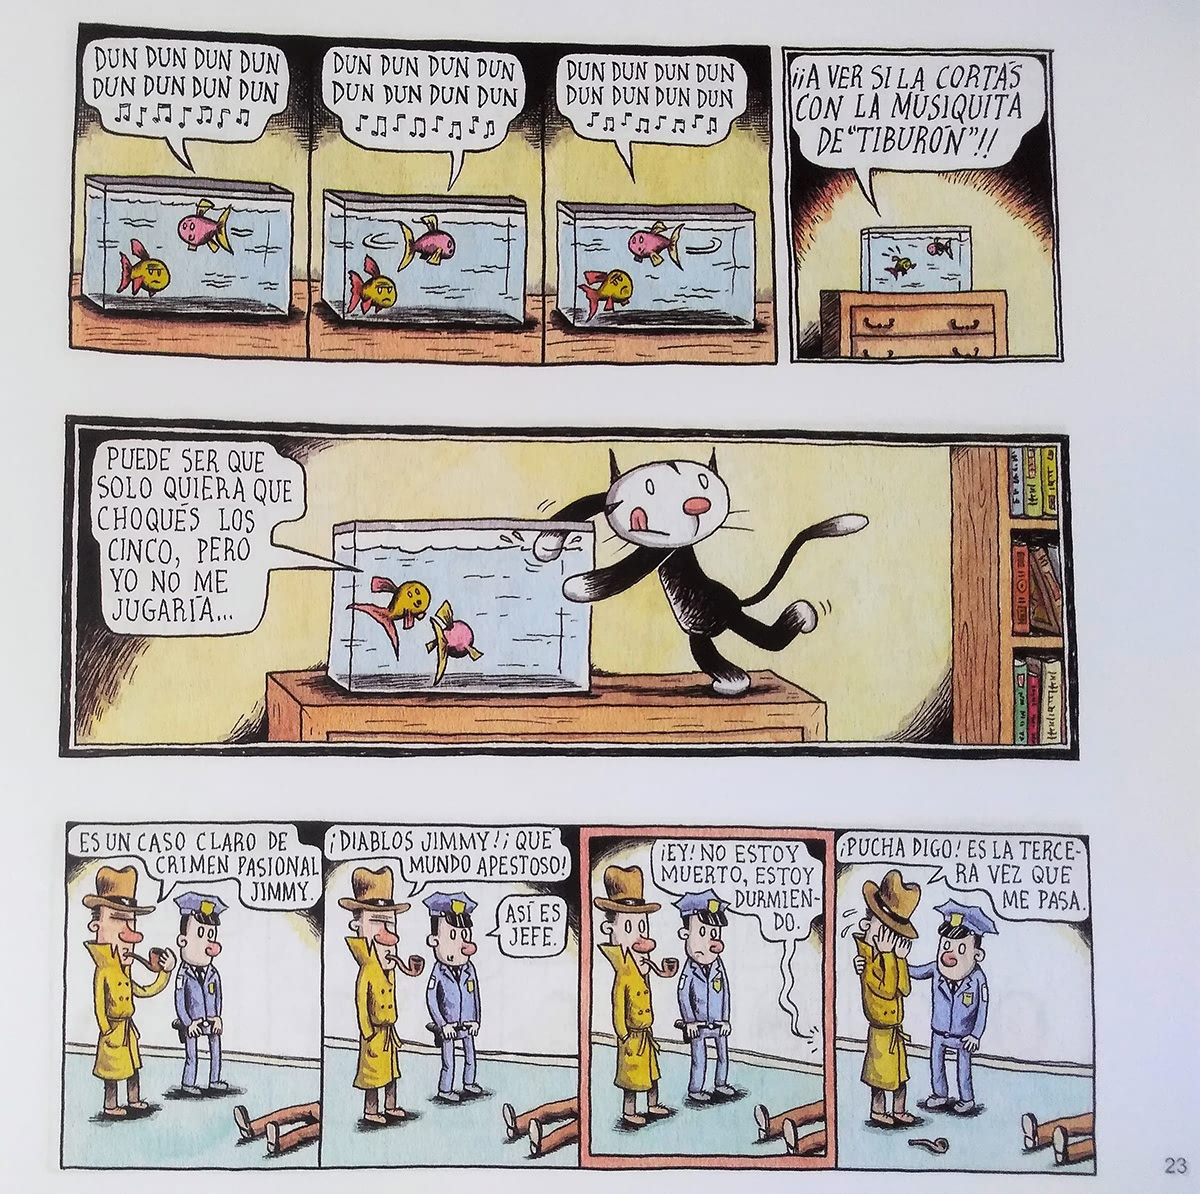 DUN DUN DUN DUN
DUN DUN DUN DUN
DUN DUN DUN DUN
DUN DUN DUN DUN
DUN DUN DUN DUN
DUN DUN DUN DUN
¡¡A VER SI LA CORTÁS
CON LA MUSIQUITA
DE "TIBURÓN"!!
PUEDE SER QUE
SOLO QUIERA QUE
CHOQUÉS LOS
CINCO, PERO
YO NO ME
JUGARÍA...
ES UN CASO CLARO DE
CRIMEN PASIONAL
JIMMY.
¡DIABLOS JIMMY! ¡QUÉ
MUNDO APESTOSO!
ASÍ ES
JEFE.
¡EY! NO ESTOY
MUERTO, ESTOY
DURMIEN-
DO.
¡PUCHA DIGO! ES LA TERCE-
RA VEZ QUE
ME PASA.
23